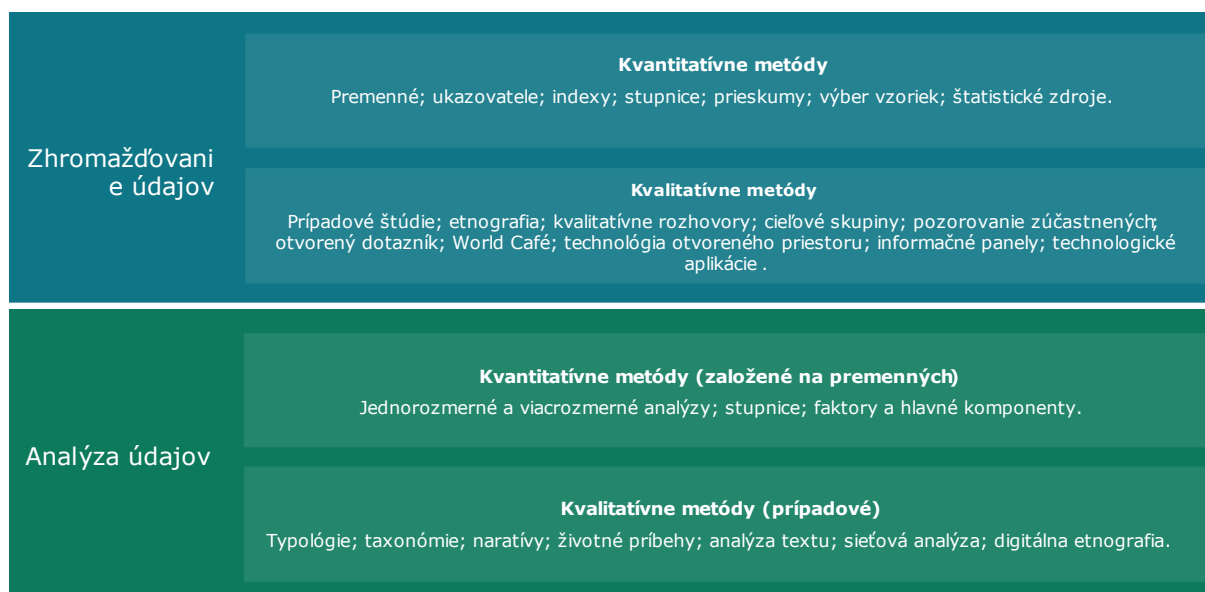 Zhromažďovani
e údajov
Kvantitatívne metódy
Premenné; ukazovatele; indexy; stupnice; prieskumy; výber vzoriek; štatistické zdroje.
Kvalitatívne metódy
Prípadové štúdie; etnografia; kvalitatívne rozhovory; cieľové skupiny; pozorovanie zúčastnených;
otvorený dotazník; World Café; technológia otvoreného priestoru; informačné panely; technologické
aplikácie .
Analýza údajov
Kvantitatívne metódy (založené na premenných)
Jednorozmerné a viacrozmerné analýzy; stupnice; faktory a hlavné komponenty.
Kvalitatívne metódy (prípadové)
Typológie; taxonómie; naratívy; životné príbehy; analýza textu; sieťová analýza; digitálna etnografia.